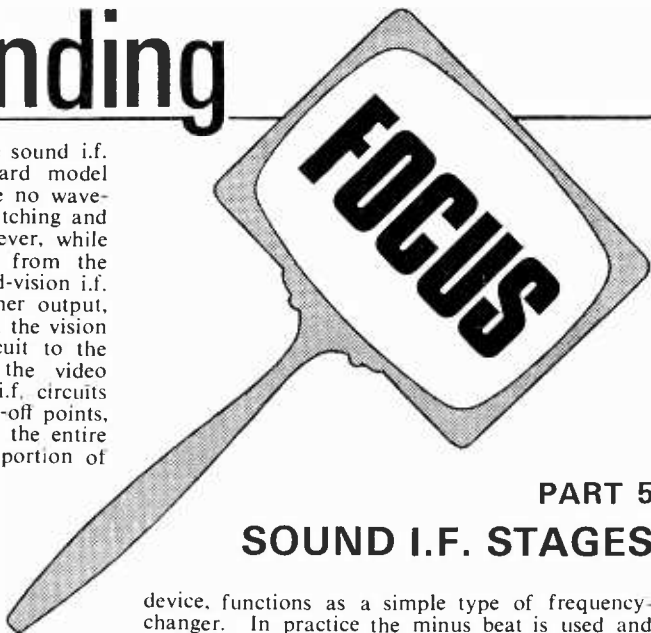 nding
sound i.f.
ard model
e no wave-
tching and
ever, while
from the
d-vision i.f.
ner output,
the vision
cuit to the
the video
i.f. circuits
-off points,
the entire
portion of
FOCUS
PART 5
SOUND I.F. STAGES
device, functions as a simple type of frequency-
changer. In practice the minus beat is used and